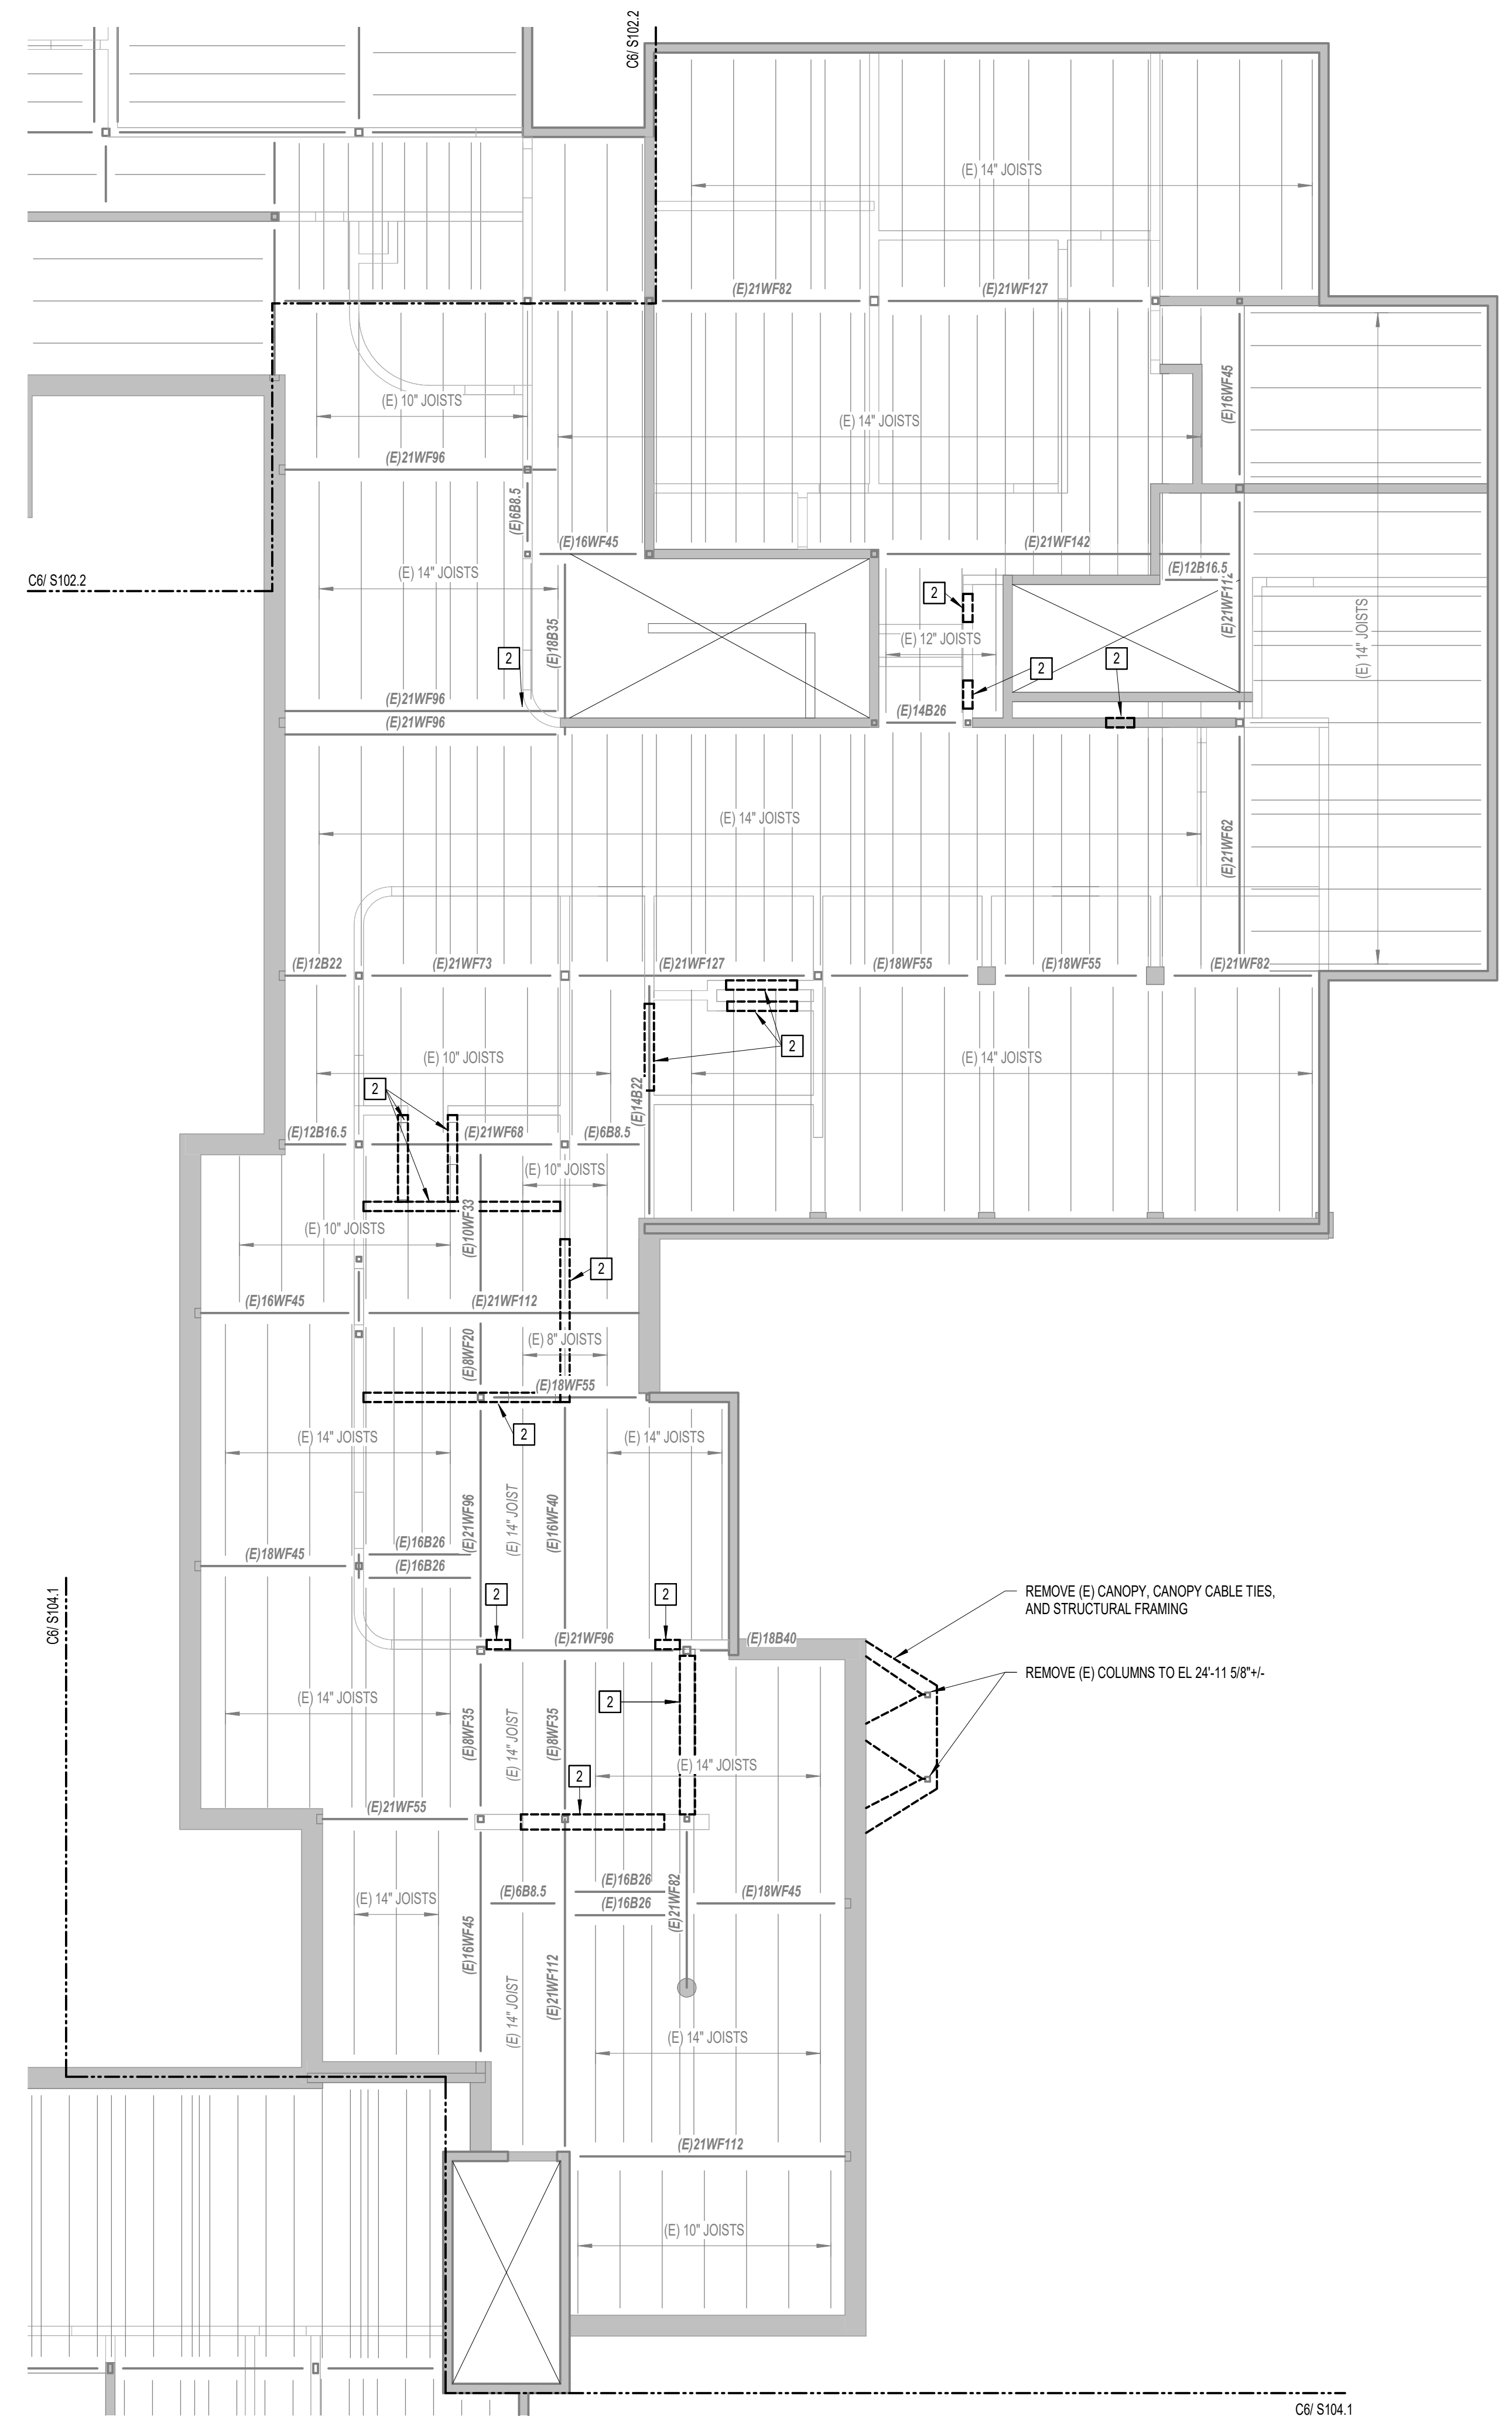 C6/ S102.2
(E) 14" JOISTS
(E)21WF82
(E)21WF127
(E)16WF45
(E) 10" JOISTS
(E) 14" JOISTS
(E)21WF96
(E)6B8.5
(E)16WF45
(E)21WF142
(E)12B16.5
(E)21WF112
C6/ S102.2
(E) 14" JOISTS
2
(E)18B35
(E) 12" JOISTS
(E) 14" JOISTS
2
2
2
(E)21WF96
(E)21WF96
(E)14B26
(E) 14" JOISTS
(E)21WF62
(E)12B22
(E)21WF73
(E)21WF127
(E)18WF55
(E)18WF55
(E)21WF82
2
(E) 10" JOISTS
(E) 14" JOISTS
2
(E)14B22
(E)12B16.5
(E)21WF68
(E)6B8.5
(E) 10" JOISTS
(E) 10" JOISTS
(E)10WF33
2
(E)16WF45
(E)21WF112
(E)8WF20
(E) 8" JOISTS
(E)18WF55
2
(E) 14" JOISTS
(E) 14" JOISTS
(E)21WF96
(E) 14" JOIST
(E)16WF40
(E)16B26
(E)18WF45
(E)16B26
C6/ S104.1
2
2
REMOVE (E) CANOPY, CANOPY CABLE TIES,
AND STRUCTURAL FRAMING
(E)21WF96
(E)18B40
REMOVE (E) COLUMNS TO EL 24'-11 5/8"+/-
(E) 14" JOISTS
2
(E)8WF35
(E) 14" JOIST
(E)8WF35
(E) 14" JOISTS
2
(E)21WF55
(E)16B26
(E) 14" JOISTS
(E)6B8.5
(E)16B26
(E)21WF82
(E)18WF45
(E)16WF45
(E) 14" JOIST
(E)21WF112
(E) 14" JOISTS
(E)21WF112
(E) 10" JOISTS
C6/ S104.1